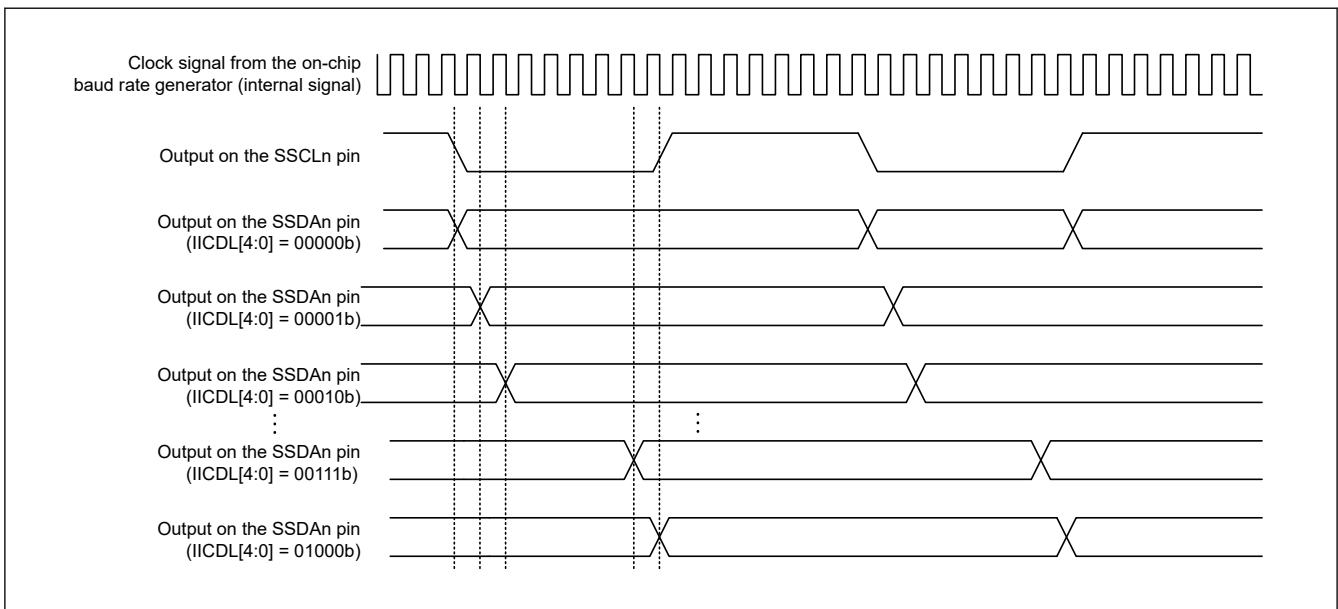 Clock signal from the on-chip
baud rate generator (internal signal)
Output on the SSCLn pin
Output on the SSDAn pin
(IICDL[4:0] = 00000b)
Output on the SSDAn pin
(IICDL[4:0] = 00001b)
Output on the SSDAn pin
(IICDL[4:0] = 00010b)
Output on the SSDAn pin
(IICDL[4:0] = 00111b)
Output on the SSDAn pin
(IICDL[4:0] = 01000b)